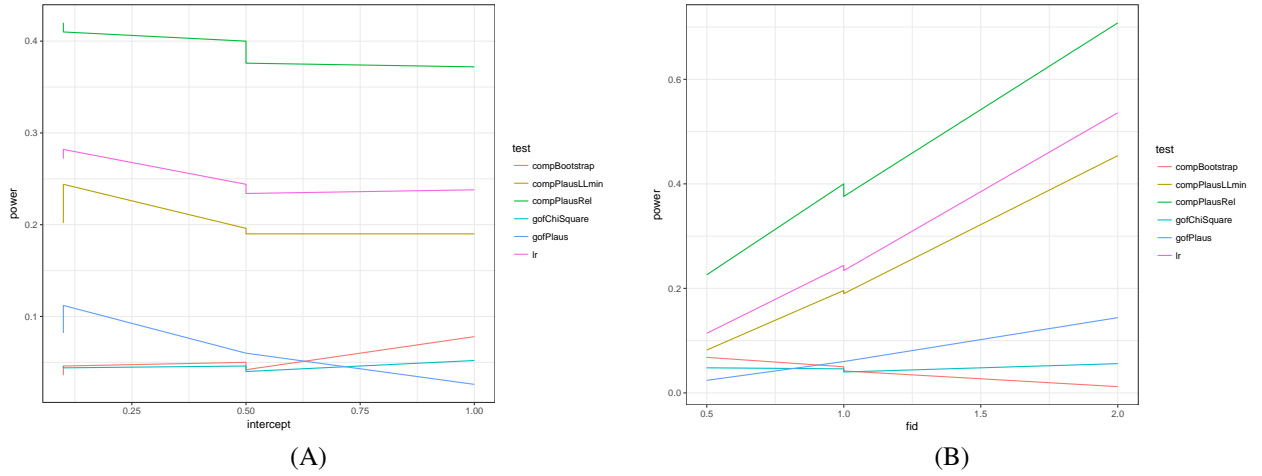 0.4
0.3
0.2
0.1
power
0.25
0.50
0.75
1.00
intercept
test
compBootstrap
compPlausLLmin
compPlausRel
gofChiSquare
gofPlaus
lr
(A)
0.6
0.4
0.2
0.0
power
0.5
1.0
1.5
2.0
fid
test
compBootstrap
compPlausLLmin
compPlausRel
gofChiSquare
gofPlaus
lr
(B)